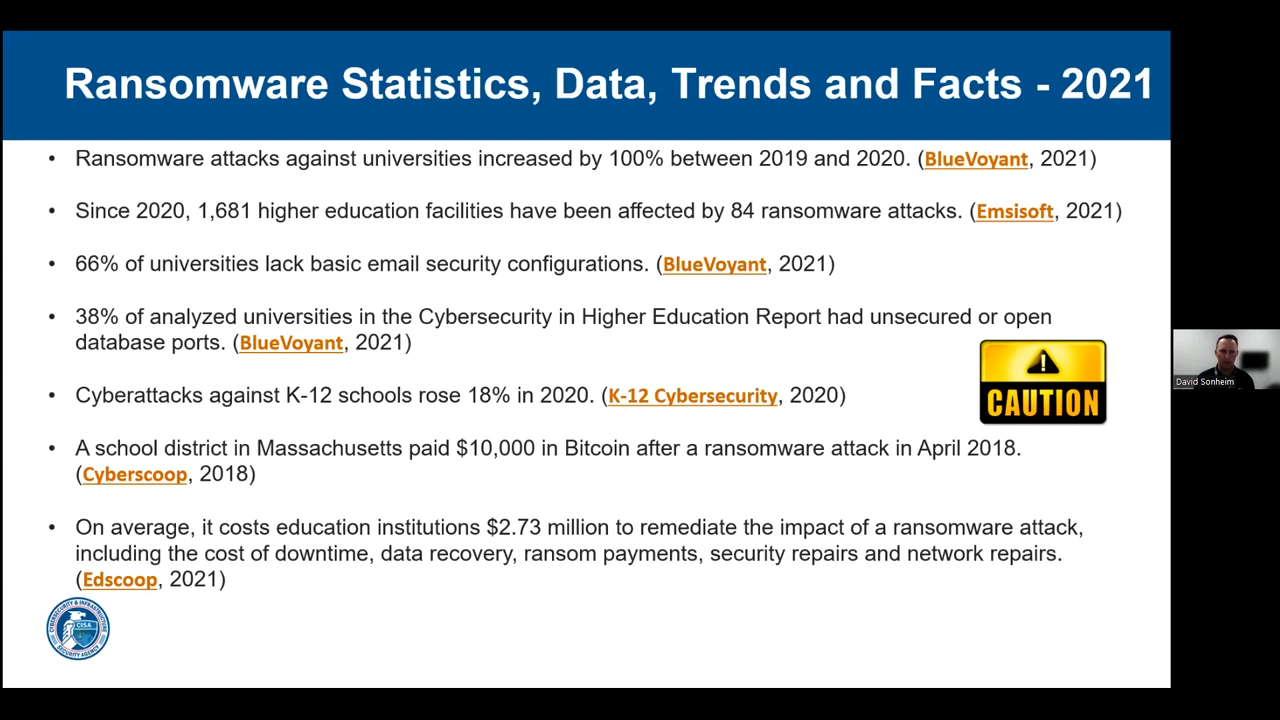 Ransomware Statistics, Data, Trends and Facts - 2021
• Ransomware attacks against universities increased by 100% between 2019 and 2020. (BlueVoyant, 2021)
• Since 2020, 1,681 higher education facilities have been affected by 84 ransomware attacks. (Emsisoft, 2021)
• 66% of universities lack basic email security configurations. (BlueVoyant, 2021)
• 38% of analyzed universities in the Cybersecurity in Higher Education Report had unsecured or open
database ports. (BlueVoyant, 2021)
! CAUTION
David Sonheim
• Cyberattacks against K-12 schools rose 18% in 2020. (K-12 Cybersecurity, 2020)
• A school district in Massachusetts paid $10,000 in Bitcoin after a ransomware attack in April 2018.
(Cyberscoop, 2018)
• On average, it costs education institutions $2.73 million to remediate the impact of a ransomware attack,
including the cost of downtime, data recovery, ransom payments, security repairs and network repairs.
(Edscoop, 2021)
CYBERSECURITY & INFRASTRUCTURE
CISA
SECURITY AGENCY